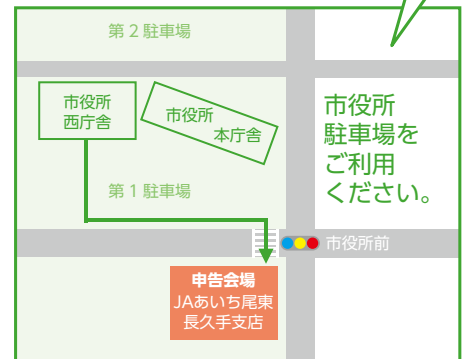 第2駐車場
市役所
西庁舎
市役所
本庁舎
市役所
駐車場を
ご利用
ください。
第1駐車場
市役所前
申告会場
JAあいち尾東
長久手支店